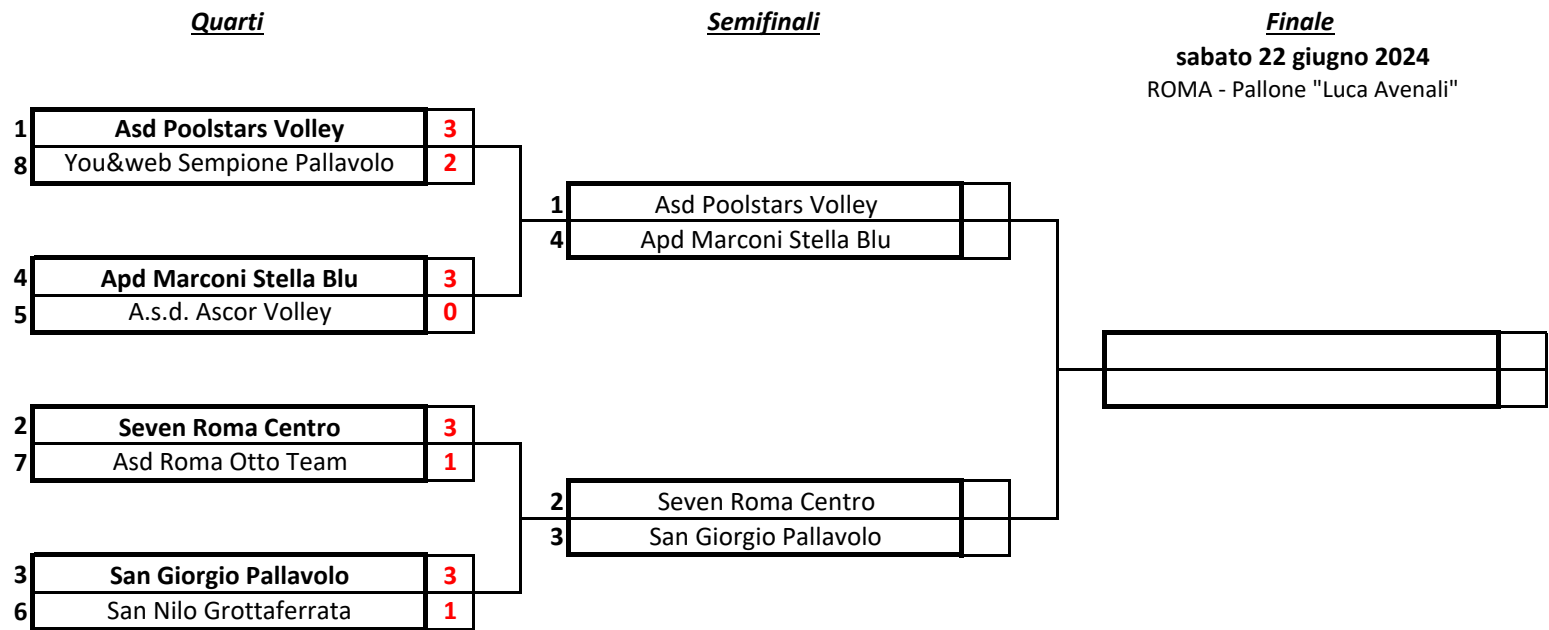 Quarti
Semifinali
Finale
sabato 22 giugno 2024
ROMA - Pallone "Luca Avenali"
1 Asd Poolstars Volley 3
8 You&web Sempione Pallavolo 2
4 Apd Marconi Stella Blu 3
5 A.s.d. Ascor Volley 0
2 Seven Roma Centro 3
7 Asd Roma Otto Team 1
3 San Giorgio Pallavolo 3
6 San Nilo Grottaferrata 1
1 Asd Poolstars Volley
4 Apd Marconi Stella Blu
2 Seven Roma Centro
3 San Giorgio Pallavolo